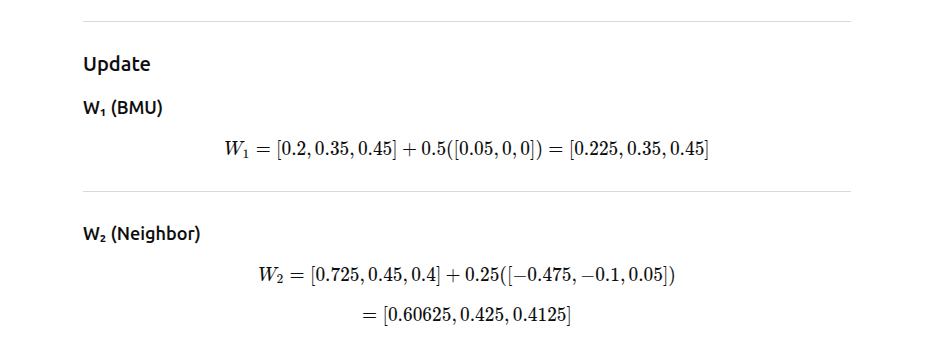 Update
W₁ (BMU)
W₁ = [0.2, 0.35, 0.45] + 0.5([0.05, 0, 0]) = [0.225, 0.35, 0.45]
W₂ (Neighbor)
W₂ = [0.725, 0.45, 0.4] + 0.25([−0.475, −0.1, 0.05])
= [0.60625, 0.425, 0.4125]